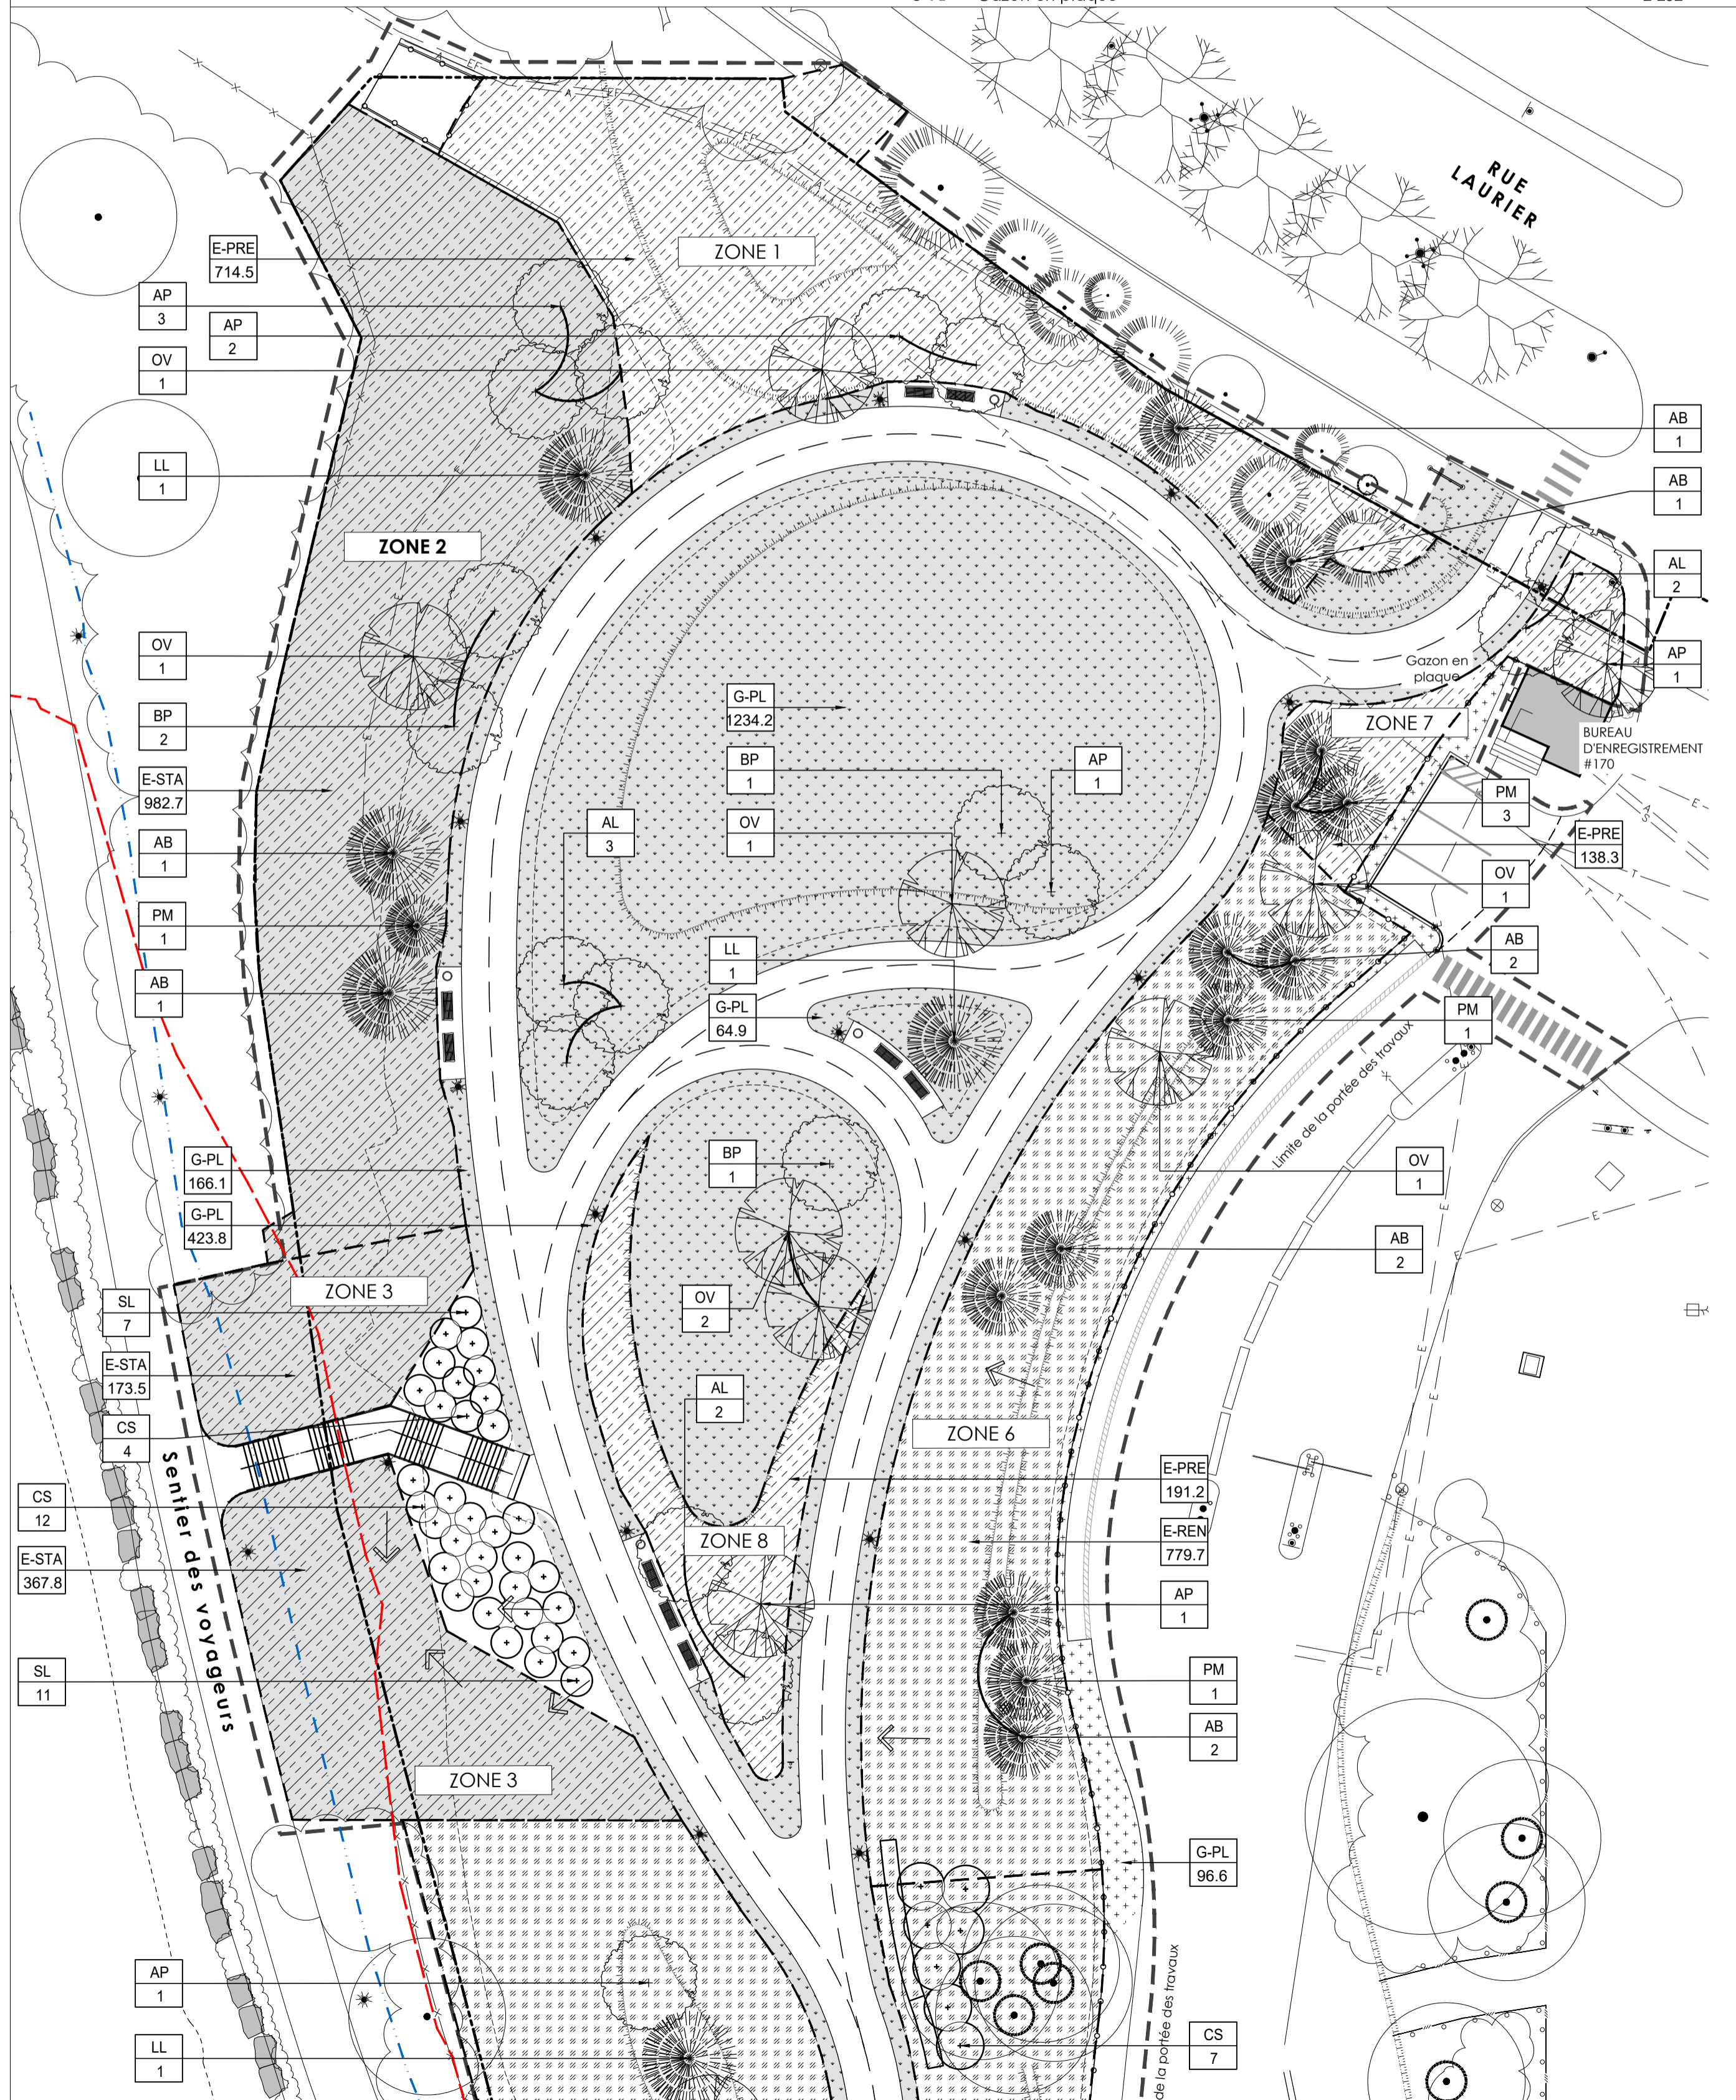 RUE
LAURIER
ZONE 1
E-PRE
714.5
AP
3
AP
2
OV
1
LL
1
AB
1
AB
1
ZONE 2
AL
2
OV
1
AP
1
Gazon en
plaque
G-PL
1234.2
ZONE 7
BP
2
BUREAU
D'ENREGISTREMENT
#170
BP
1
AP
1
E-STA
982.7
PM
3
AL
3
OV
1
E-PRE
138.3
AB
1
OV
1
PM
1
LL
1
AB
2
AB
1
G-PL
64.9
PM
1
Limite de la portée des travaux
G-PL
166.1
BP
1
OV
1
G-PL
423.8
AB
2
ZONE 3
SL
7
OV
2
E-STA
173.5
AL
2
CS
4
ZONE 6
Sentier des voyageurs
E-PRE
191.2
CS
12
E-REN
779.7
ZONE 8
E-STA
367.8
AP
1
SL
11
PM
1
AB
2
ZONE 3
G-PL
96.6
AP
1
de la portée des travaux
LL
1
CS
7